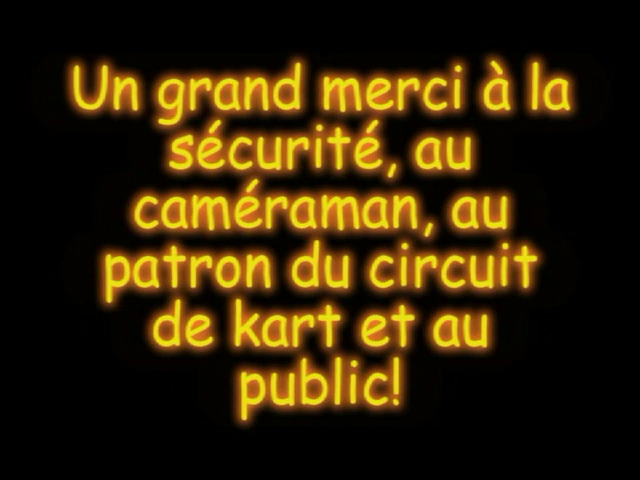 Un grand merci à la
sécurité, au
caméraman, au
patron du circuit
de kart et au
public!